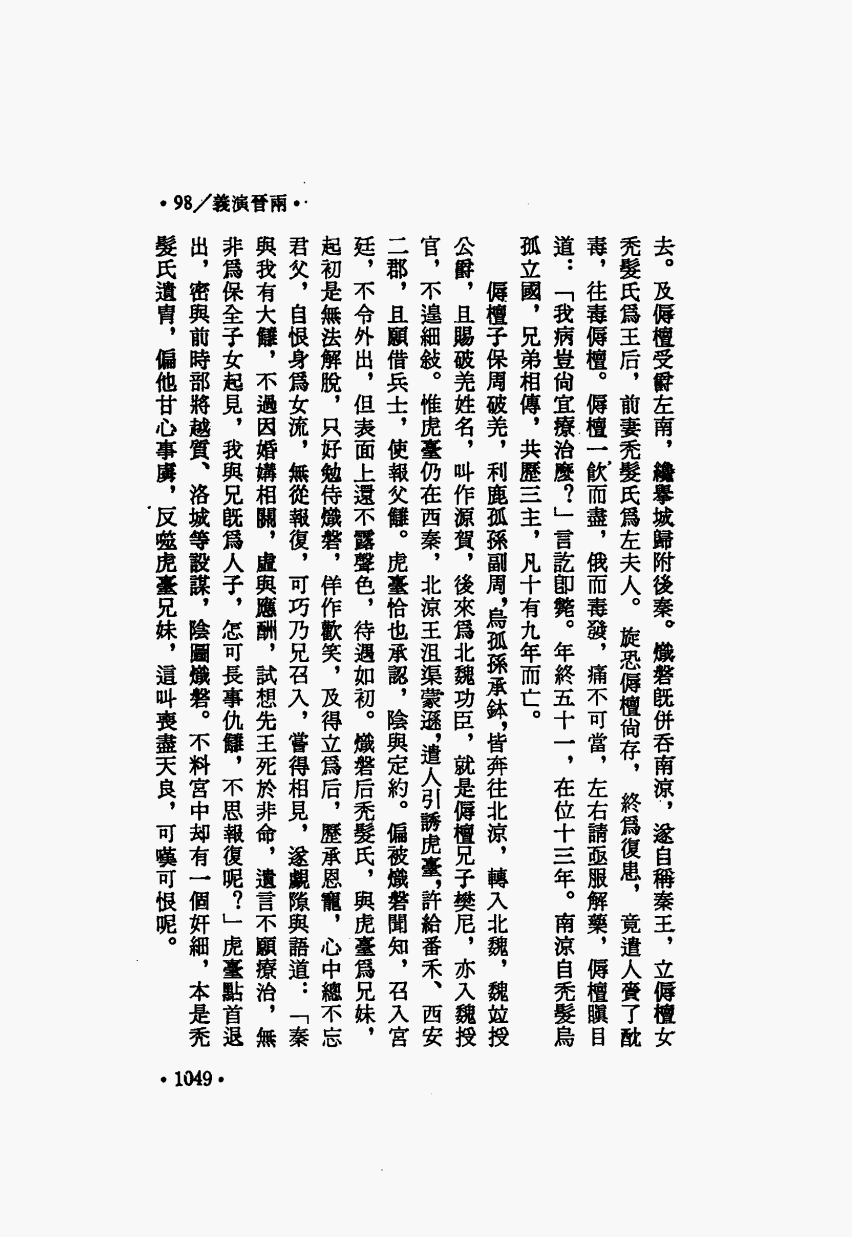 •98／義演晉兩•
去。及傉檀受爵左南，纔擧城歸附後秦。熾磐旣併吞南涼，遂自稱秦王，立傉檀女
禿髮氏爲王后，前妻禿髮氏爲左夫人。旋恐傉檀尙存，終爲復患，竟遣人賫了酖
毒，往毒傉檀。傉檀一飮而盡，俄而毒發，痛不可當，左右請亟服解藥，傉檀瞋目
道：「我病豈尙宜療治麽？」言訖卽斃。年終五十一，在位十三年。南涼自禿髮烏
孤立國，兄弟相傳，共歷三主，凡十有九年而亡。
傉檀子保周破羌，利鹿孤孫副周，烏孤孫承鉢，皆奔往北涼，轉入北魏，魏竝授
公爵，且賜破羌姓名，叫作源賀，後來爲北魏功臣，就是傉檀兄子樊尼，亦入魏授
官，不遑細敍。惟虎臺仍在西秦，北涼王沮渠蒙遜，遣人引誘虎臺，許給番禾、西安
二郡，且願借兵士，使報父讎。虎臺恰也承認，陰與定約。偏被熾磐聞知，召入宮
廷，不令外出，但表面上還不露聲色，待遇如初。熾磐后禿髮氏，與虎臺爲兄妹，
起初是無法解脫，只好勉侍熾磐，佯作歡笑，及得立爲后，歷承恩寵，心中總不忘
君父，自恨身爲女流，無從報復，可巧乃兄召入，嘗得相見，遂覷隙與語道：「秦
與我有大讎，不過因婚媾相關，虛與應酬，試想先王死於非命，遺言不願療治，無
非爲保全子女起見，我與兄旣爲人子，怎可長事仇讎，不思報復呢？」虎臺點首退
出，密與前時部將越質、洛城等設謀，陰圖熾磐。不料宮中却有一個奸細，本是禿
髮氏遺冑，偏他甘心事虜，反噬虎臺兄妹，這叫喪盡天良，可嘆可恨呢。
•1049•